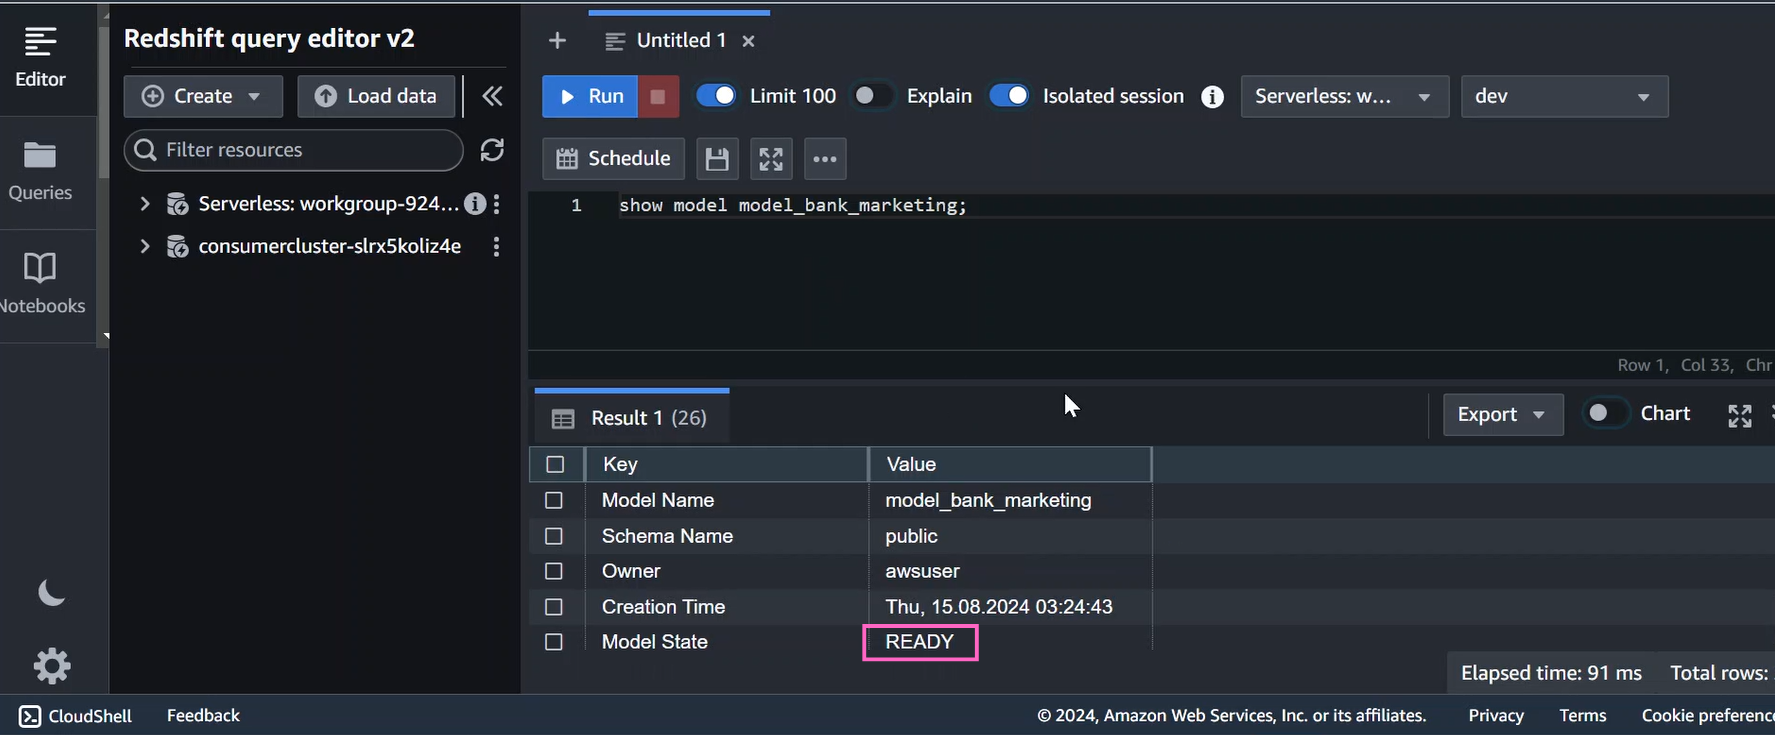 Editor
Queries
Notebooks
Redshift query editor v2
Create
Load data
Filter resources
Serverless: workgroup-924...
consumercluster-slrx5koliz4e
Untitled 1
Run
Limit 100
Explain
Isolated session
Serverless: w...
dev
Schedule
1 show model model_bank_marketing;
Row 1, Col 33, Chr
Result 1 (26)
Export
Chart
Key Value
Model Name model_bank_marketing
Schema Name public
Owner awsuser
Creation Time Thu, 15.08.2024 03:24:43
Model State READY
Elapsed time: 91 ms Total rows:
CloudShell
Feedback
© 2024, Amazon Web Services, Inc. or its affiliates.
Privacy
Terms
Cookie preference